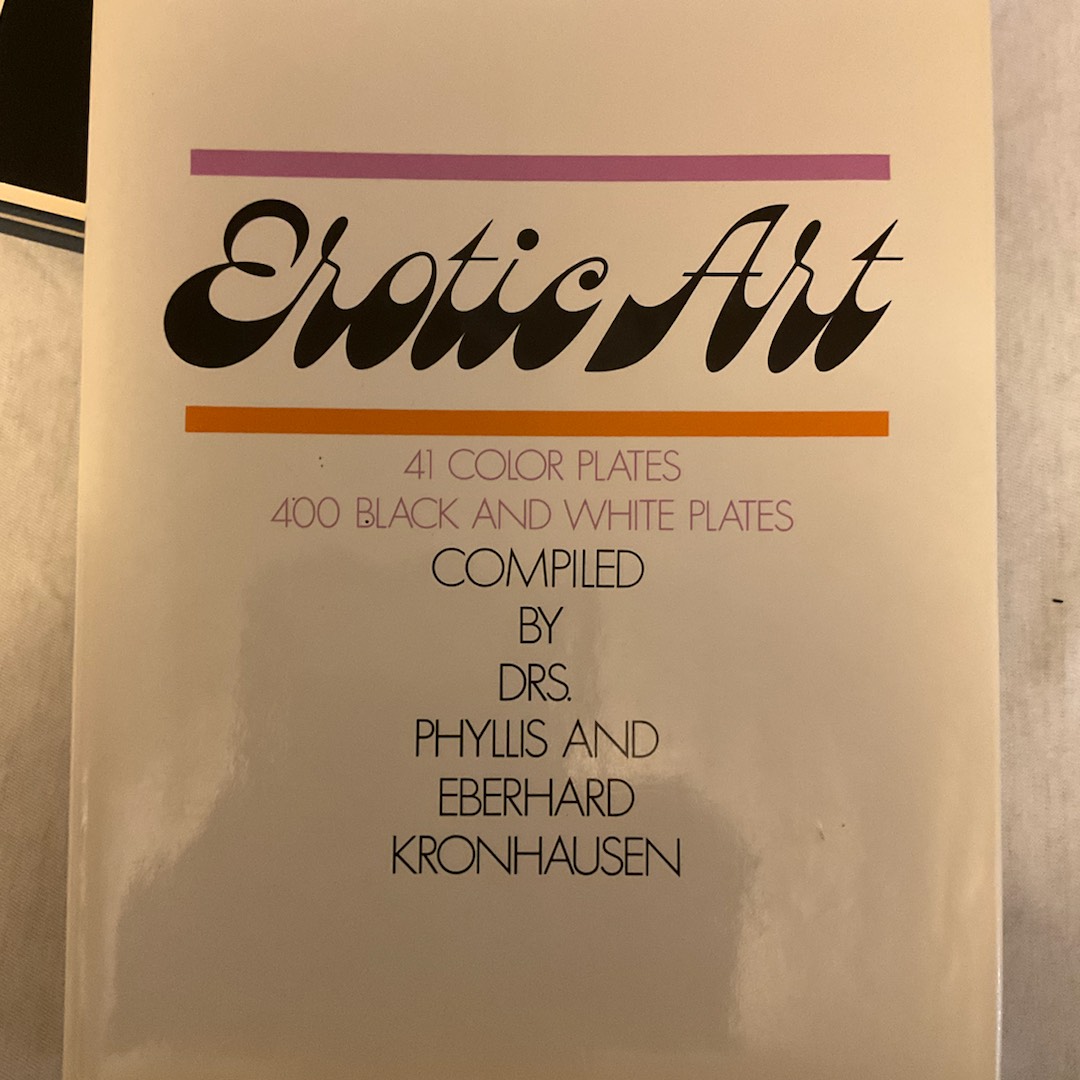 Erotic Art
41 COLOR PLATES
400 BLACK AND WHITE PLATES
COMPILED
BY
DRS.
PHYLLIS AND
EBERHARD
KRONHAUSEN